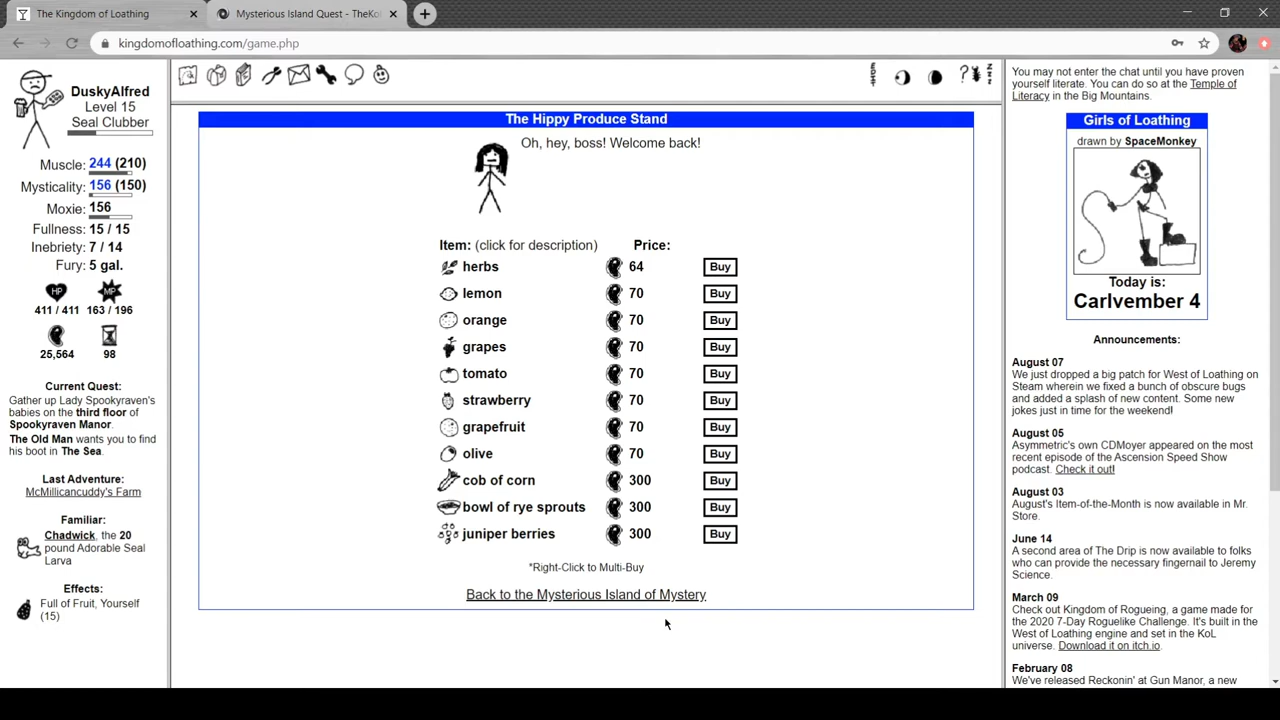 The Kingdom of Loathing
Mysterious Island Quest - TheKol
kingdomofloathing.com/game.php
DuskyAlfred
Level 15
Seal Clubber
Muscle: 244 (210)
Mysticality: 156 (150)
Moxie: 156
Fullness: 15 / 15
Inebriety: 7 / 14
Fury: 5 gal.
HP
MP
411 / 411
163 / 196
25,564
98
Current Quest:
Gather up Lady Spookyraven's
babies on the third floor of
Spookyraven Manor.
The Old Man wants you to find
his boot in The Sea.
Last Adventure:
McMillicancuddy's Farm
Familiar:
Chadwick, the 20
pound Adorable Seal
Larva
Effects:
Full of Fruit, Yourself
(15)
The Hippy Produce Stand
Oh, hey, boss! Welcome back!
Item: (click for description) Price:
herbs 64 Buy
lemon 70 Buy
orange 70 Buy
grapes 70 Buy
tomato 70 Buy
strawberry 70 Buy
grapefruit 70 Buy
olive 70 Buy
cob of corn 300 Buy
bowl of rye sprouts 300 Buy
juniper berries 300 Buy
*Right-Click to Multi-Buy
Back to the Mysterious Island of Mystery
You may not enter the chat until you have proven
yourself literate. You can do so at the Temple of
Literacy in the Big Mountains.
Girls of Loathing
drawn by SpaceMonkey
Today is:
Carlvember 4
Announcements:
August 07
We just dropped a big patch for West of Loathing on
Steam wherein we fixed a bunch of obscure bugs
and added a splash of new content. Some new
jokes just in time for the weekend!
August 05
Asymmetric's own CDMoyer appeared on the most
recent episode of the Ascension Speed Show
podcast. Check it out!
August 03
August's Item-of-the-Month is now available in Mr.
Store.
June 14
A second area of The Drip is now available to folks
who can provide the necessary fingernail to Jeremy
Science.
March 09
Check out Kingdom of Rogueing, a game made for
the 2020 7-Day Roguelike Challenge. It's built in the
West of Loathing engine and set in the KoL
universe. Download it on itch.io.
February 08
We've released Reckonin' at Gun Manor, a new